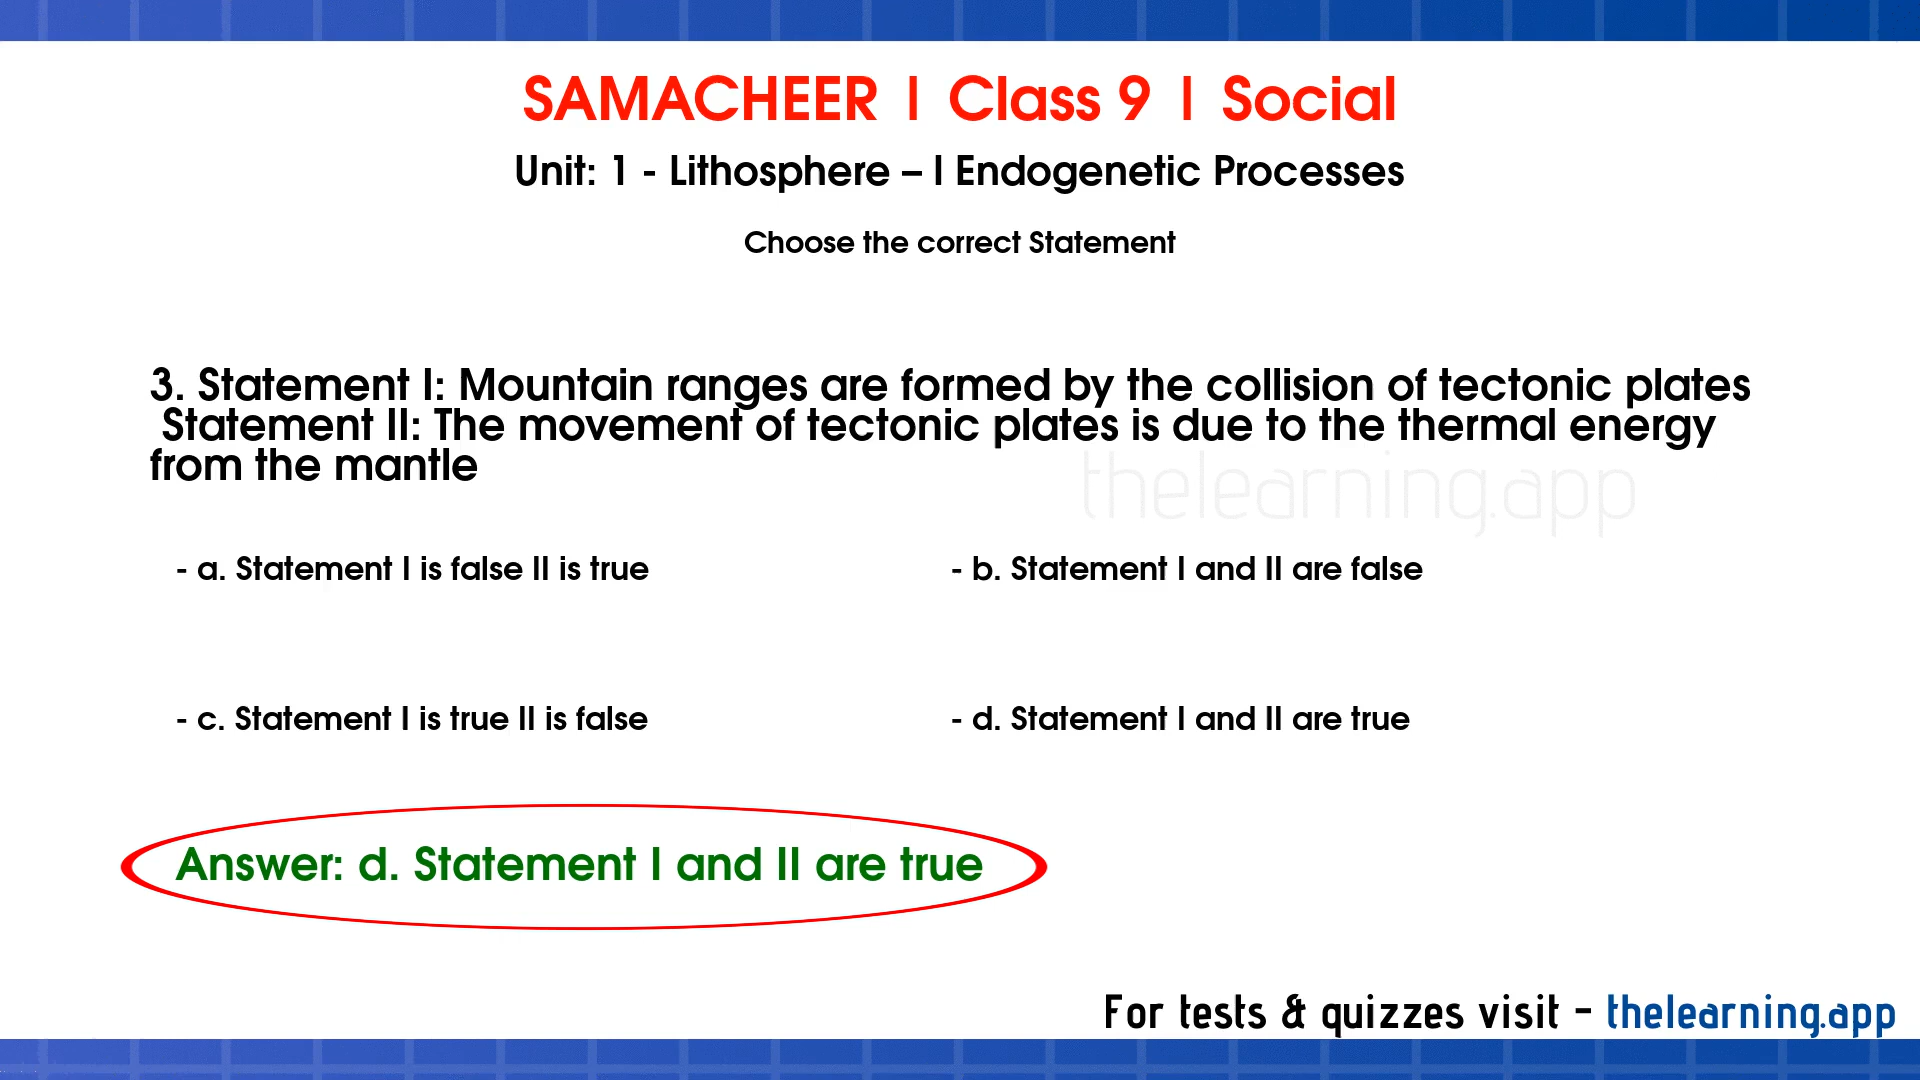 SAMACHEER | Class 9 | Social
Unit: 1 - Lithosphere – I Endogenetic Processes
Choose the correct Statement
3. Statement I: Mountain ranges are formed by the collision of tectonic plates
Statement II: The movement of tectonic plates is due to the thermal energy
from the mantle
thelearning.app
- a. Statement I is false II is true
- b. Statement I and II are false
- c. Statement I is true II is false
- d. Statement I and II are true
Answer: d. Statement I and II are true
For tests & quizzes visit - thelearning.app